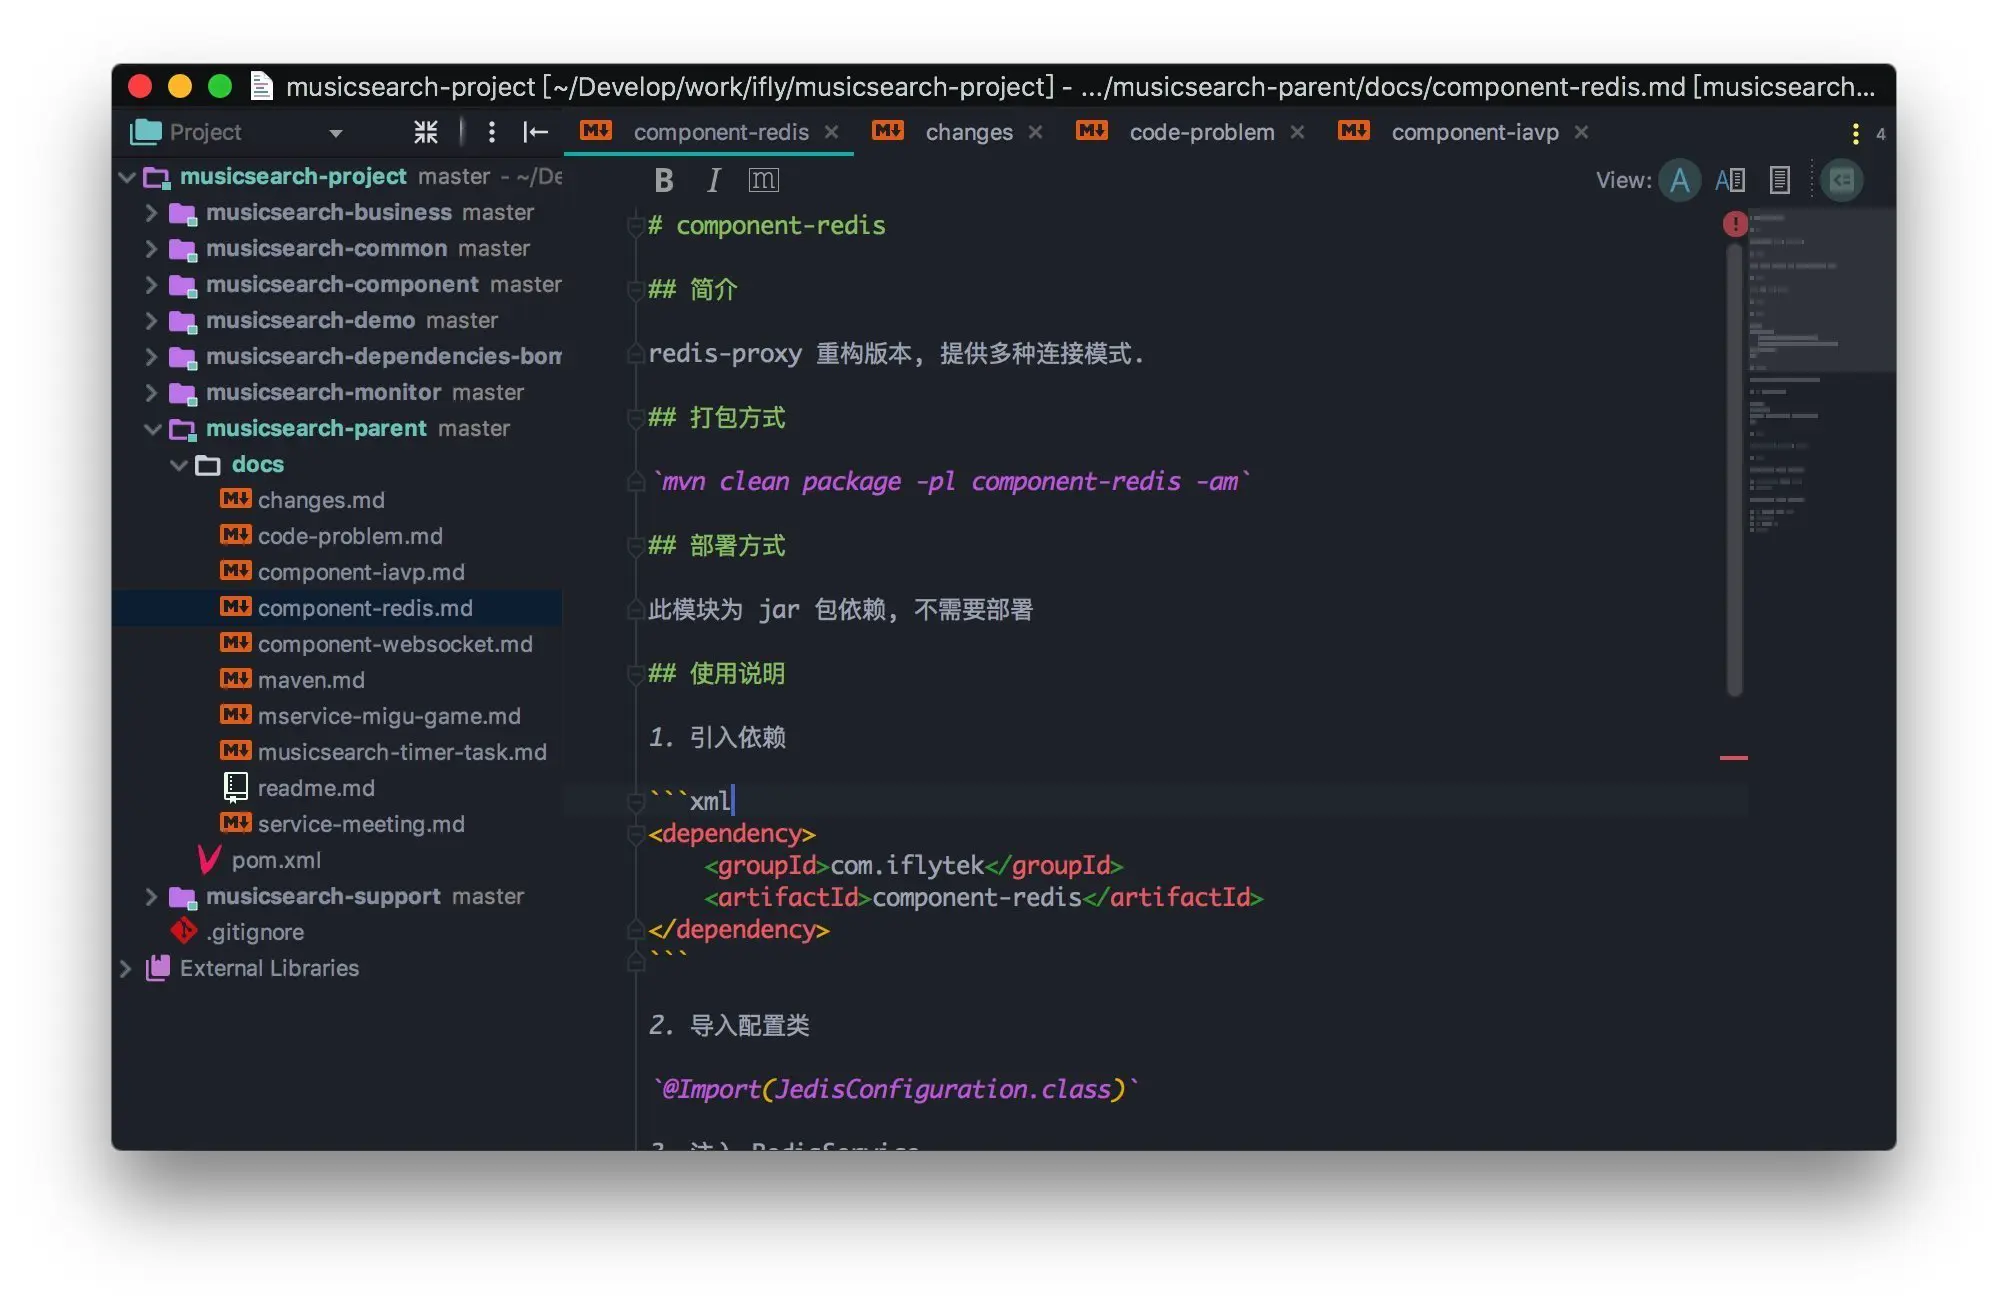 musicsearch-project [~/Develop/work/ifly/musicsearch-project] - .../musicsearch-parent/docs/component-redis.md [musicsearch...
Project
component-redis
changes
code-problem
component-iavp
4
musicsearch-project master - ~/De
musicsearch-business master
musicsearch-common master
musicsearch-component master
musicsearch-demo master
musicsearch-dependencies-bom
musicsearch-monitor master
musicsearch-parent master
docs
changes.md
code-problem.md
component-iavp.md
component-redis.md
component-websocket.md
maven.md
mservice-migu-game.md
musicsearch-timer-task.md
readme.md
service-meeting.md
pom.xml
musicsearch-support master
.gitignore
External Libraries
B I m
View: A A
# component-redis
## 简介
redis-proxy 重构版本, 提供多种连接模式.
## 打包方式
`mvn clean package -pl component-redis -am`
## 部署方式
此模块为 jar 包依赖, 不需要部署
## 使用说明
1. 引入依赖
```xml
<dependency>
<groupId>com.iflytek</groupId>
<artifactId>component-redis</artifactId>
</dependency>
```
2. 导入配置类
`@Import(JedisConfiguration.class)`
3. 注入 RedisService